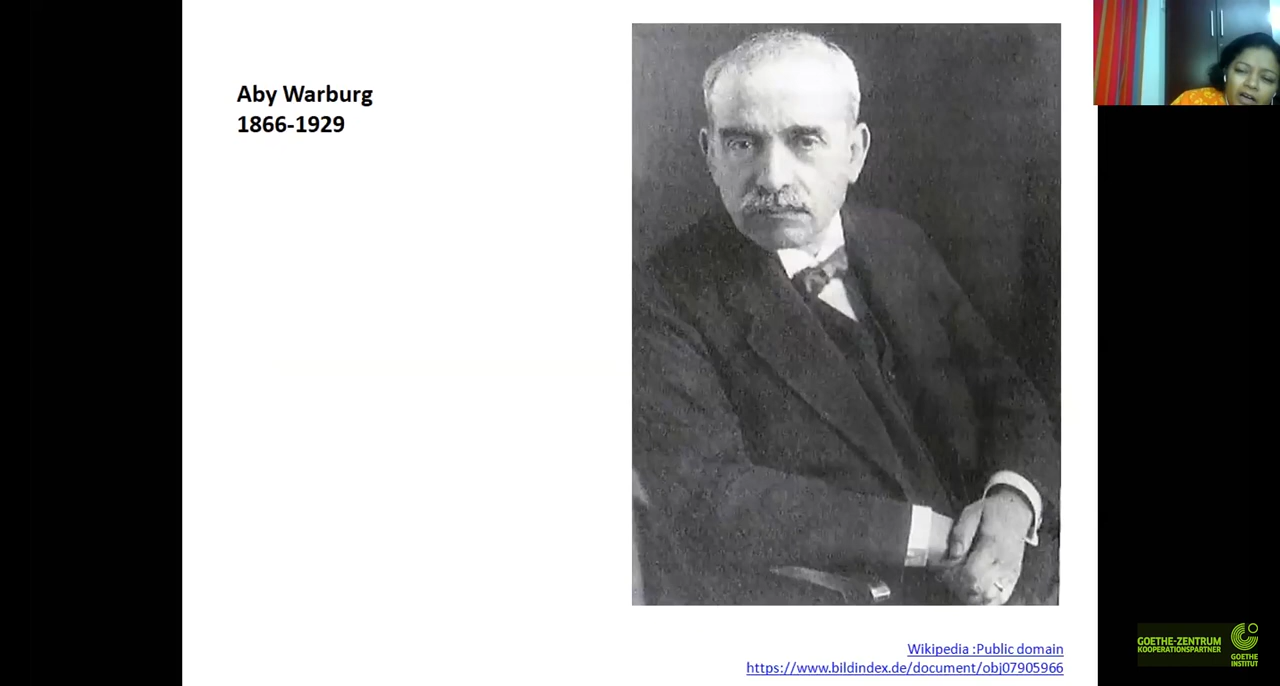 Aby Warburg
1866-1929
Wikipedia :Public domain
https://www.bildindex.de/document/obj07905966
GOETHE-ZENTRUM
KOOPERATIONSPARTNER
GOETHE
INSTITUT